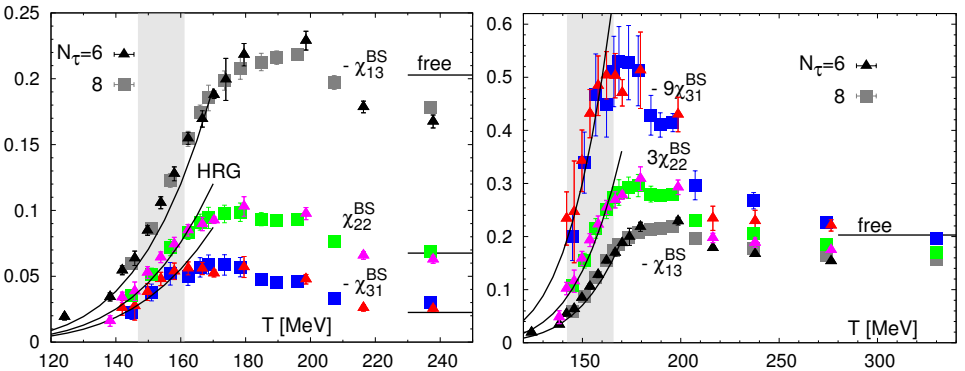 0.25
0.2
0.15
0.1
0.05
0
120
140
160
180
200
220
240
N_τ=6
8
- χ_13^BS
free
HRG
χ_22^BS
- χ_31^BS
T [MeV]
0.6
0.5
0.4
0.3
0.2
0.1
0
150
200
250
300
N_τ=6
8
- 9χ_31^BS
3χ_22^BS
free
- χ_13^BS
T [MeV]